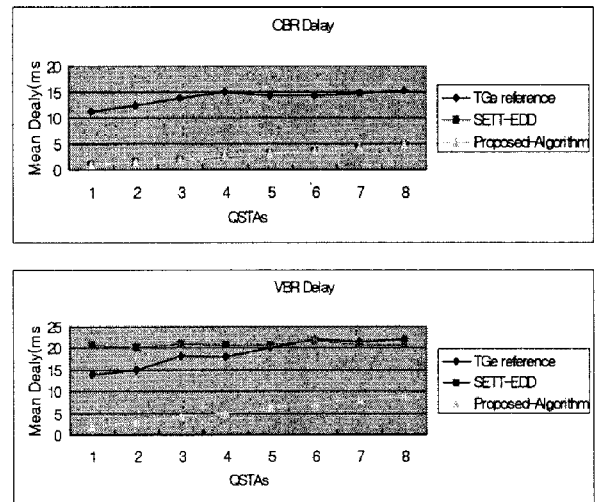 CBR Delay
Mean Dealy(ms
20
15
10
5
0
1 2 3 4 5 6 7 8
QSTAs
TGe reference
SETT-EDD
Proposed-Algorithm
VBR Delay
Mean Dealy(ms
25
20
15
10
5
0
1 2 3 4 5 6 7 8
QSTAs
TGe reference
SETT-EDD
Proposed-Algorithm